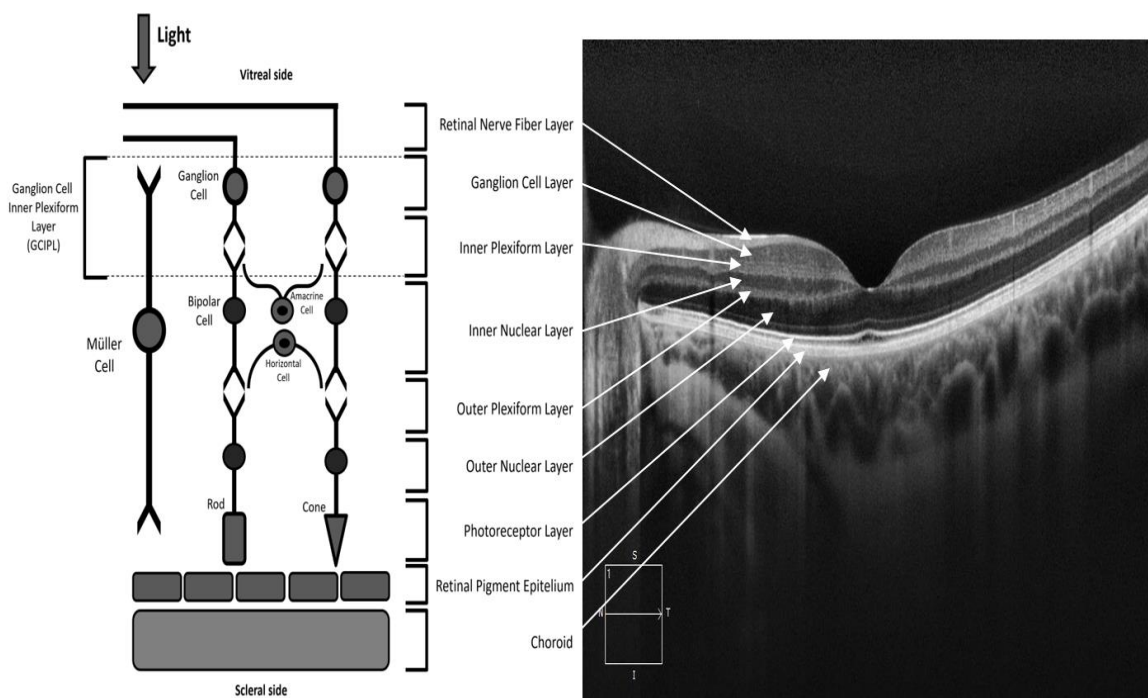 Light
Vitreal side
Ganglion Cell
Inner Plexiform
Layer
(GCIPL)
Ganglion
Cell
Bipolar
Cell
Amacrine
Cell
Müller
Cell
Horizontal
Cell
Rod
Cone
Scleral side
Retinal Nerve Fiber Layer
Ganglion Cell Layer
Inner Plexiform Layer
Inner Nuclear Layer
Outer Plexiform Layer
Outer Nuclear Layer
Photoreceptor Layer
Retinal Pigment Epitelium
Choroid
S
1
N
T
I